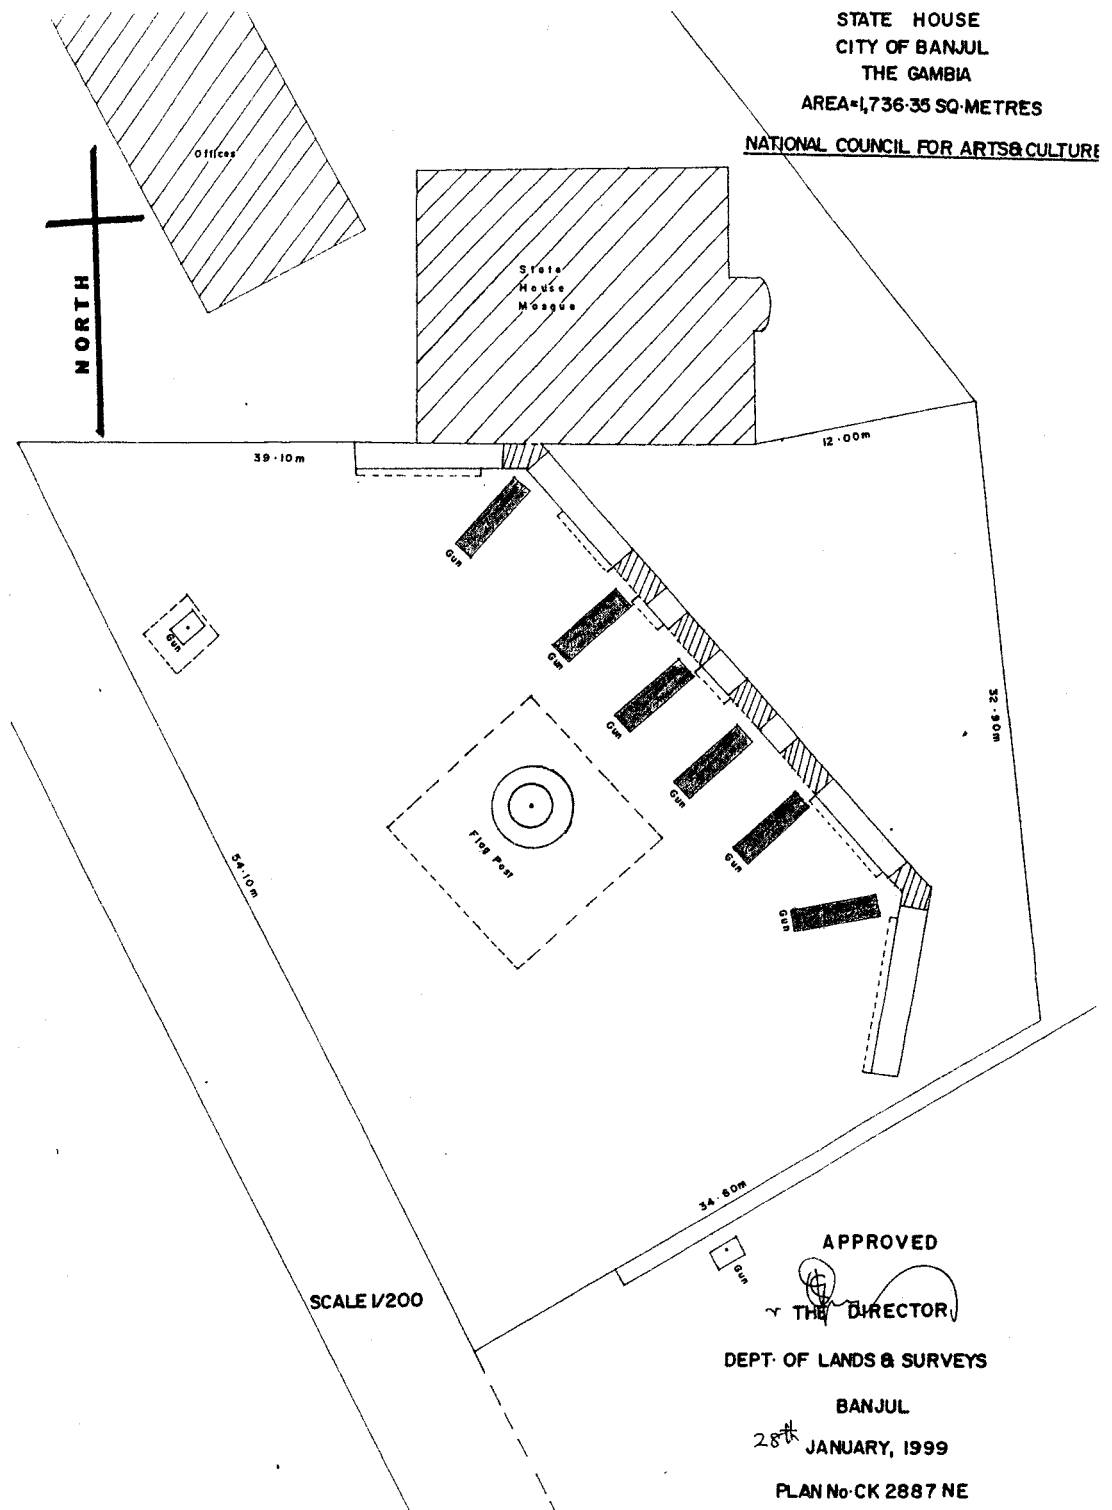 STATE HOUSE
CITY OF BANJUL
THE GAMBIA
AREA=1,736·35 SQ·METRES
NATIONAL COUNCIL FOR ARTS&CULTURE
Offices
NORTH
State
House
Mosque
39·10m
12·00m
Gun
Gun
Gun
Gun
Gun
Gun
Gun
32·90m
Flag Post
54·10m
34·80m
Gun
SCALE 1/200
APPROVED
THE DIRECTOR
DEPT· OF LANDS & SURVEYS
BANJUL
28th JANUARY, 1999
PLAN No·CK 2887 NE